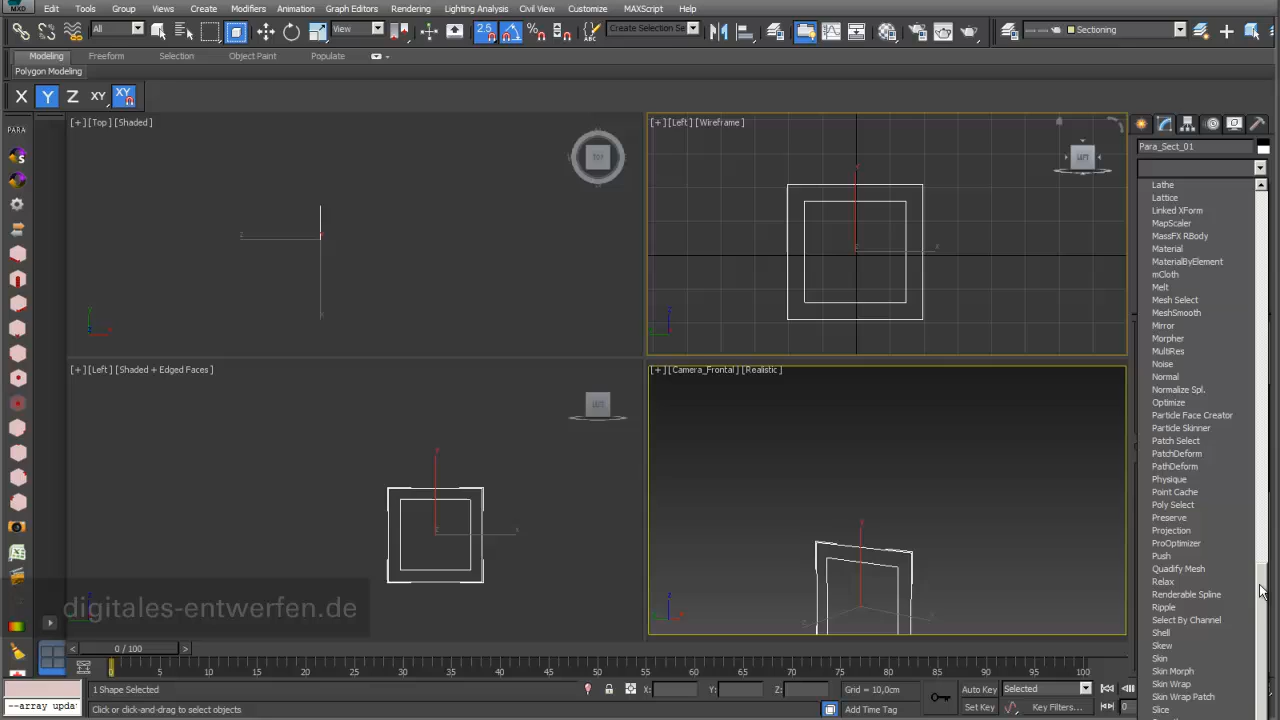 MXD Edit Tools Group Views Create Modifiers Animation Graph Editors Rendering Lighting Analysis Civil View Customize MAXScript Help
All View 2.5 Create Selection Se Sectioning
Modeling Freeform Selection Object Paint Populate
Polygon Modeling
X Y Z XY XY
PARA
[+] [Top] [Shaded]
TOP
[+] [Left] [Wireframe]
LEFT
Para_Sect_01
Lathe
Lattice
Linked XForm
MapScaler
MassFX RBody
Material
MaterialByElement
mCloth
Melt
Mesh Select
MeshSmooth
Mirror
Morpher
MultiRes
Noise
Normal
Normalize Spl.
Optimize
Particle Face Creator
Particle Skinner
Patch Select
PatchDeform
PathDeform
Physique
Point Cache
Poly Select
Preserve
Projection
ProOptimizer
Push
Quadify Mesh
Relax
Renderable Spline
Ripple
Select By Channel
Shell
Skew
Skin
Skin Morph
Skin Wrap
Skin Wrap Patch
Slice
[+] [Left] [Shaded + Edged Faces]
LEFT
[+] [Camera_Frontal] [Realistic]
digitales-entwerfen.de
< 0 / 100 >
0 5 10 15 20 25 30 35 40 45 50 55 60 65 70 75 80 85 90 95 100
1 Shape Selected X: Y: Z: Grid = 10,0cm Auto Key Selected
--array upda Click or click-and-drag to select objects Add Time Tag Set Key Key Filters... 0